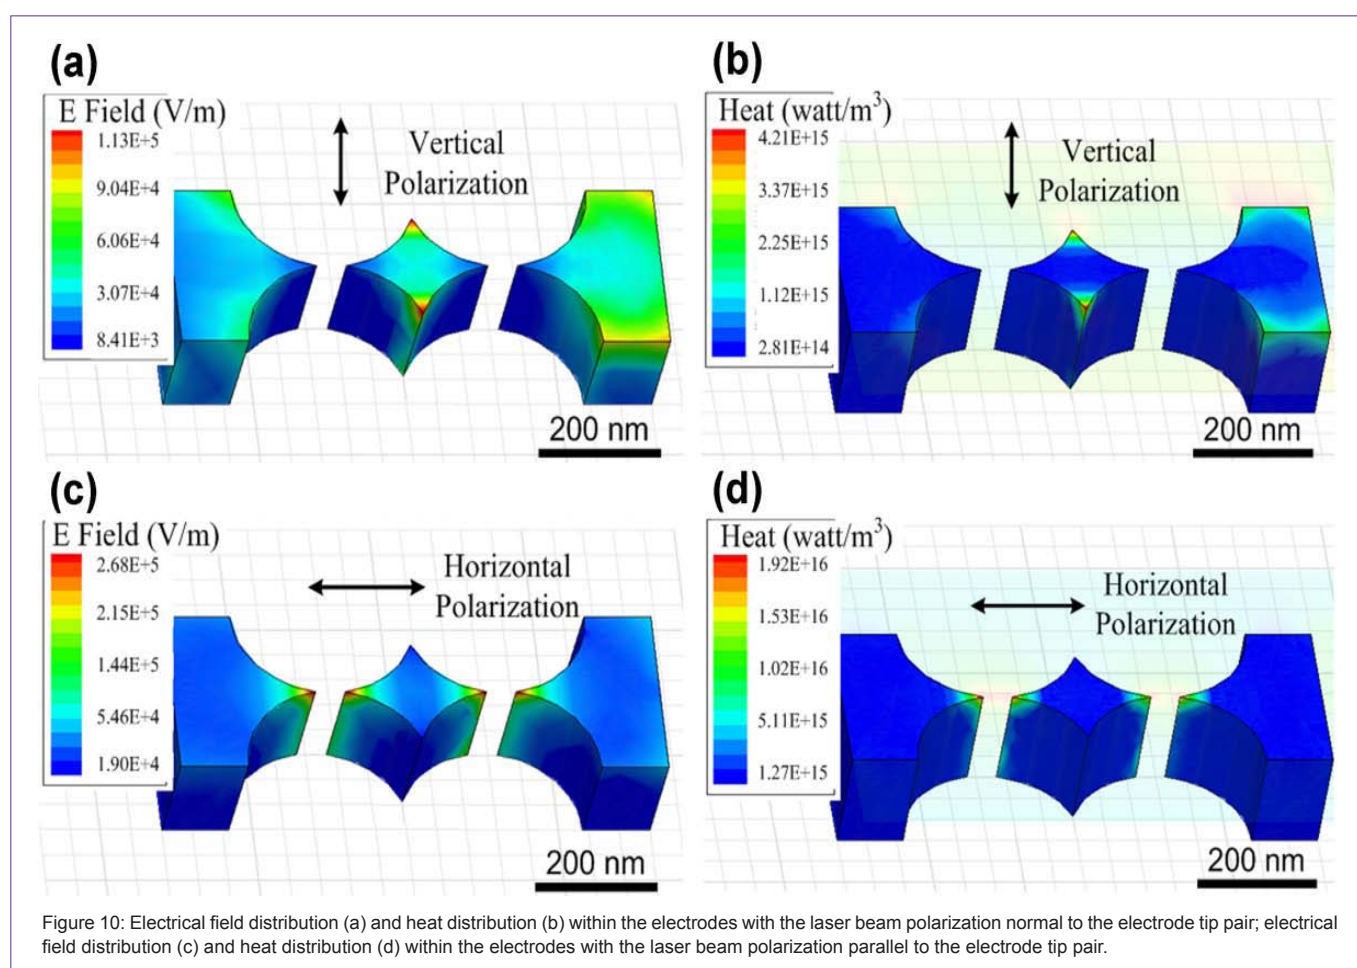 (a)
E Field (V/m)
1.13E+5
9.04E+4
6.06E+4
3.07E+4
8.41E+3
Vertical
Polarization
200 nm
(b)
Heat (watt/m³)
4.21E+15
3.37E+15
2.25E+15
1.12E+15
2.81E+14
Vertical
Polarization
200 nm
(c)
E Field (V/m)
2.68E+5
2.15E+5
1.44E+5
5.46E+4
1.90E+4
Horizontal
Polarization
200 nm
(d)
Heat (watt/m³)
1.92E+16
1.53E+16
1.02E+16
5.11E+15
1.27E+15
Horizontal
Polarization
200 nm
Figure 10: Electrical field distribution (a) and heat distribution (b) within the electrodes with the laser beam polarization normal to the electrode tip pair; electrical
field distribution (c) and heat distribution (d) within the electrodes with the laser beam polarization parallel to the electrode tip pair.